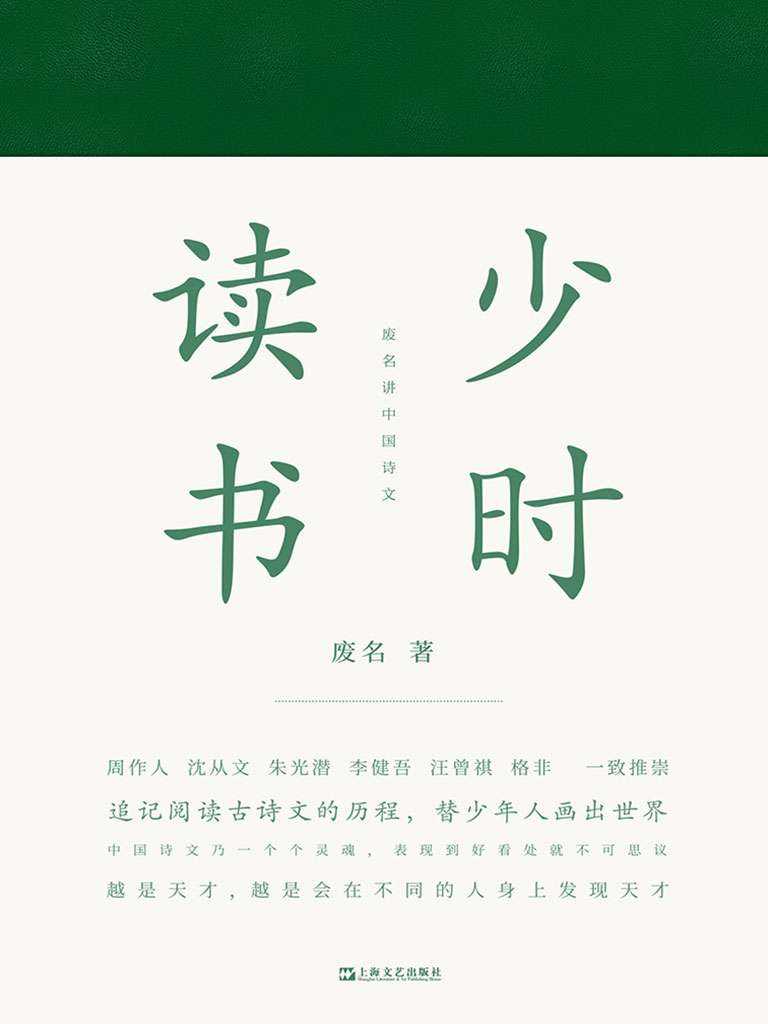 少时
读书
废名讲中国诗文
废名 著
周作人 沈从文 朱光潜 李健吾 汪曾祺 格非 一致推崇
追记阅读古诗文的历程，替少年人画出世界
中国诗文乃一个个灵魂，表现到好看处就不可思议
越是天才，越是会在不同的人身上发现天才
上海文艺出版社
Shanghai Literature & Art Publishing House